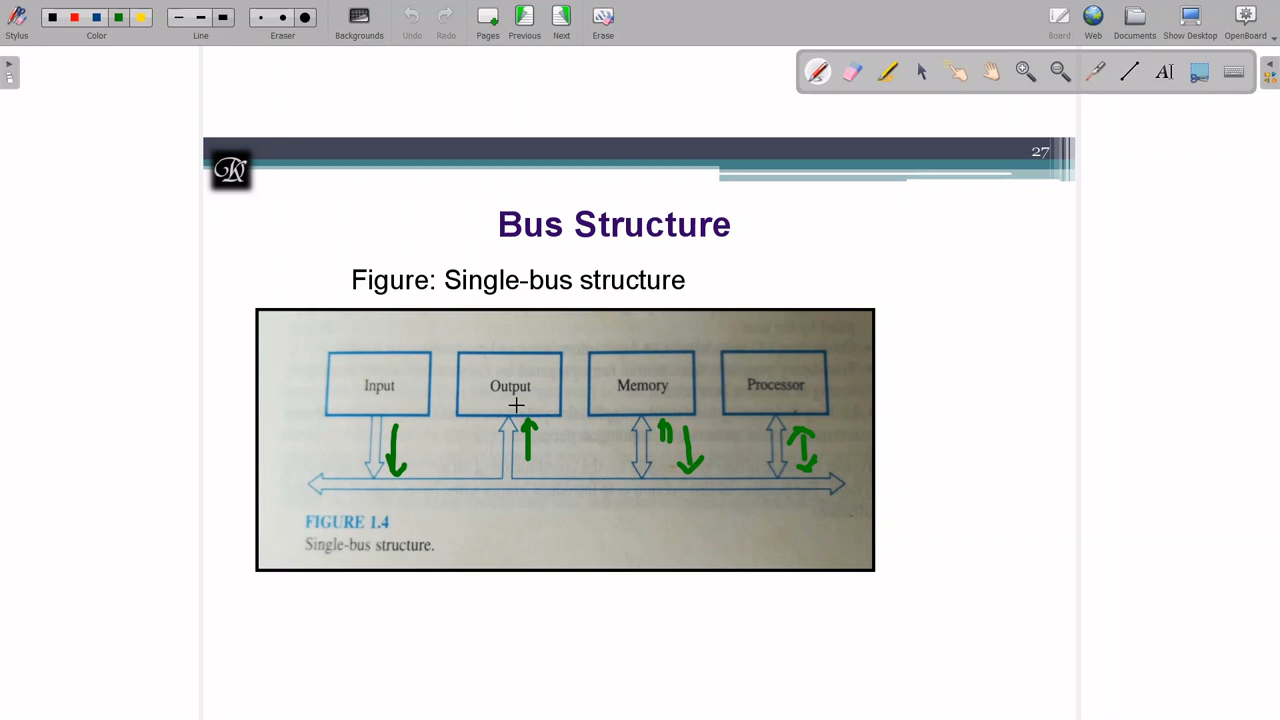 Stylus
Color
Line
Eraser
Backgrounds
Undo
Redo
Pages
Previous
Next
Erase
Board
Web
Documents
Show Desktop
OpenBoard
27
Bus Structure
Figure: Single-bus structure
Input
Output
Memory
Processor
FIGURE 1.4
Single-bus structure.